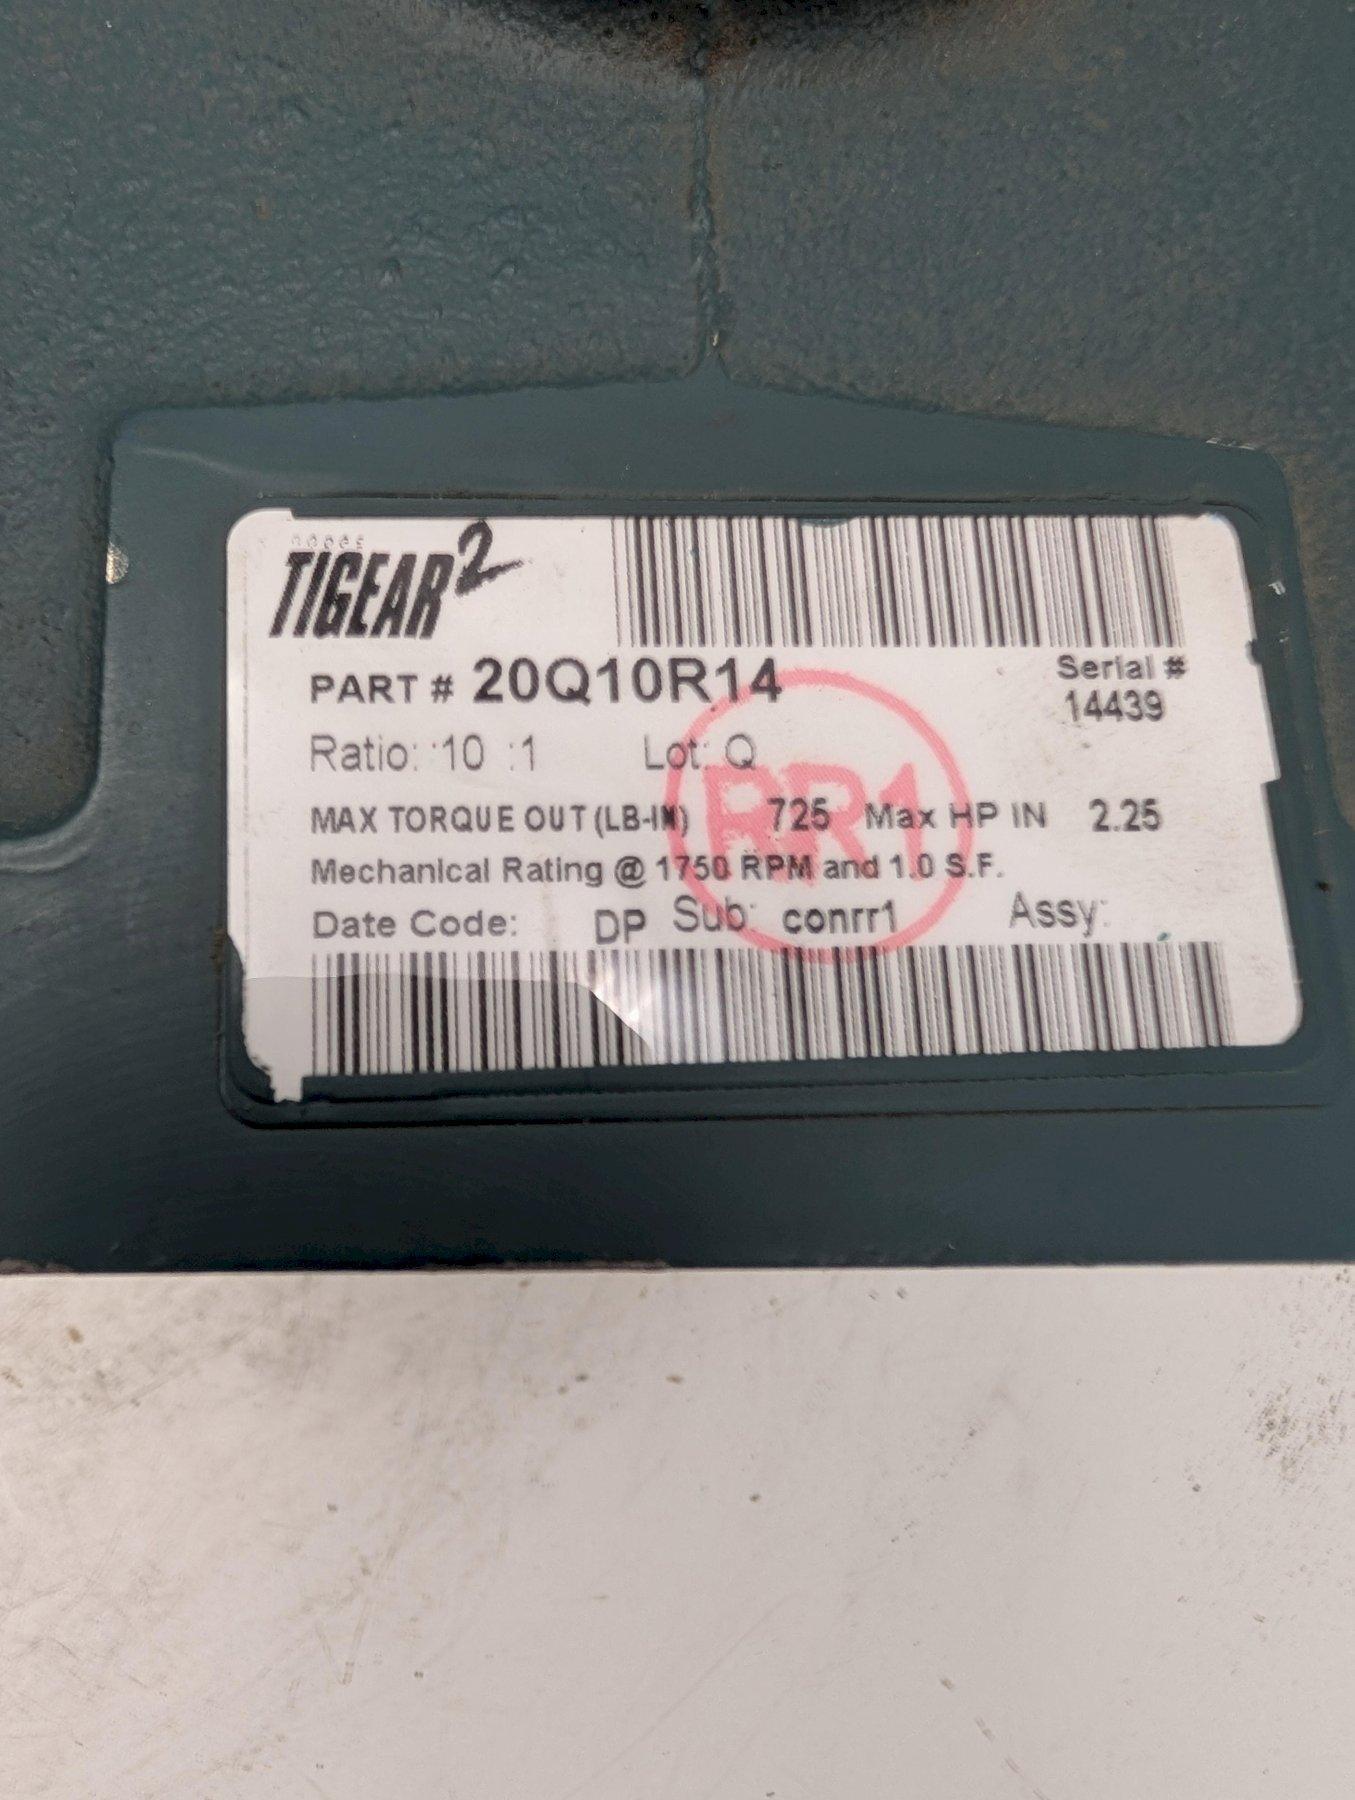 DODGE
TIGEAR2
PART # 20Q10R14
Serial #
14439
Ratio: 10 :1 Lot: Q
RR1
MAX TORQUE OUT (LB-IN) 725 Max HP IN 2.25
Mechanical Rating @ 1750 RPM and 1.0 S.F.
Date Code: DP Sub: conrr1 Assy: